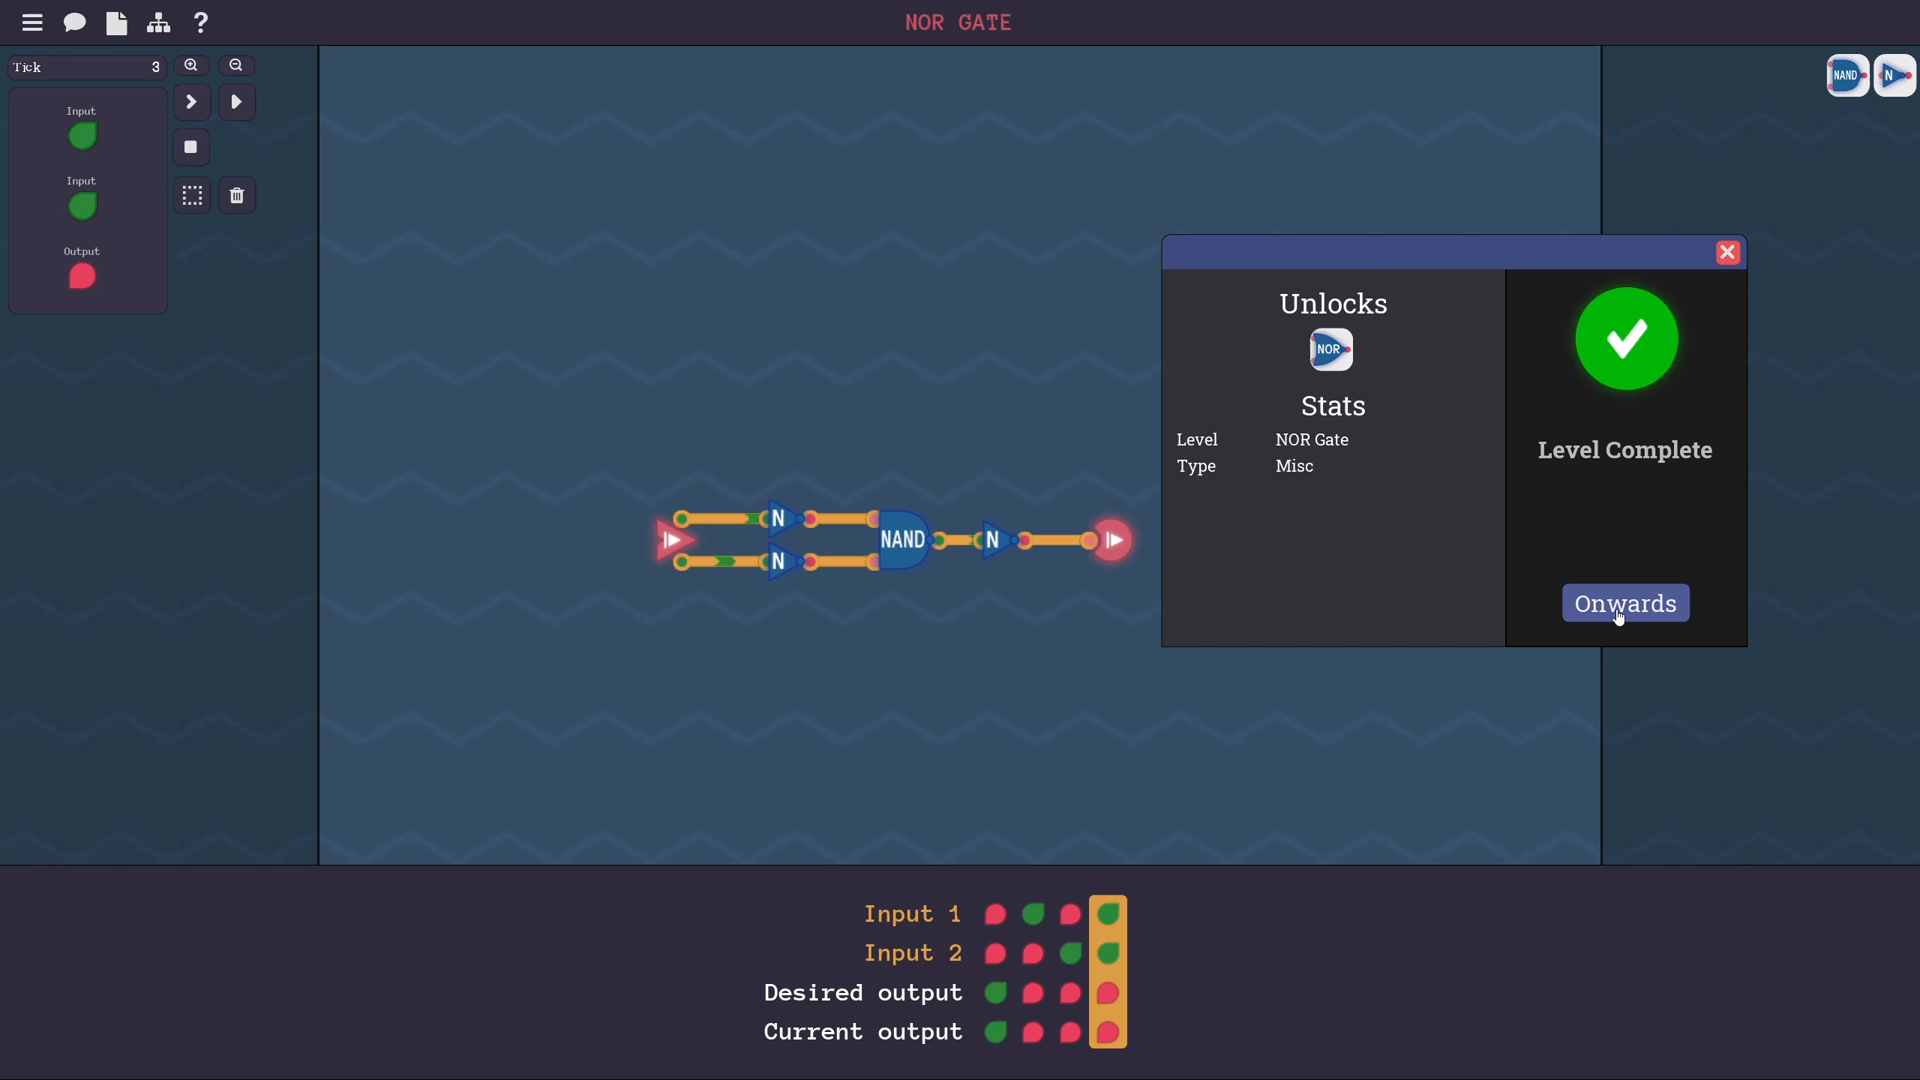 ? NOR GATE
Tick 3
Input
Input
Output
NAND N
Unlocks
NOR
Stats
Level NOR Gate
Type Misc
Level Complete
Onwards
N
NAND N
N
Input 1
Input 2
Desired output
Current output